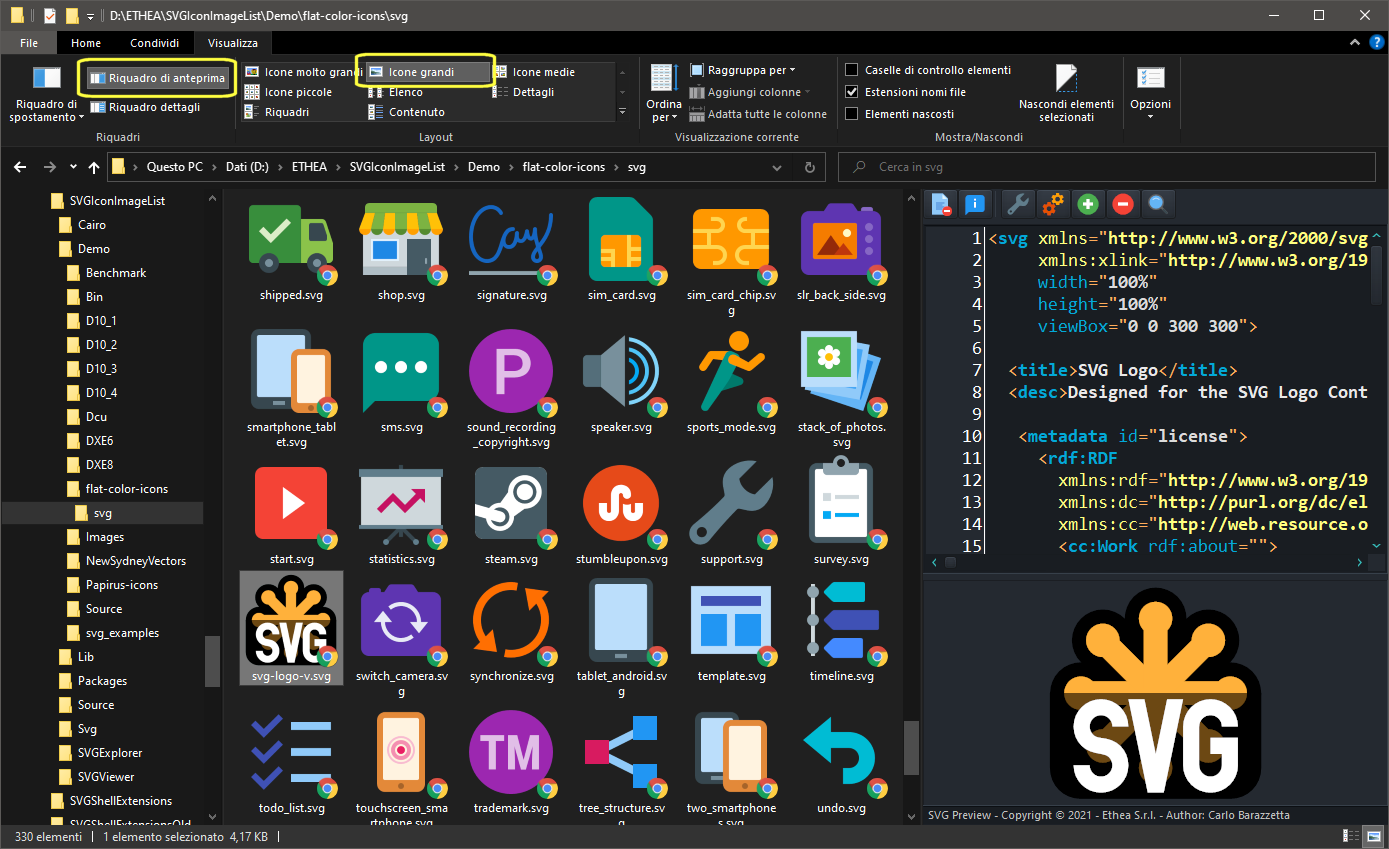 D:\ETHEA\SVGIconImageList\Demo\flat-color-icons\svg
File
Home
Condividi
Visualizza
Riquadro di spostamento
Riquadro di anteprima
Riquadro dettagli
Riquadri
Icone molto grandi
Icone grandi
Icone medie
Icone piccole
Elenco
Dettagli
Riquadri
Contenuto
Layout
Ordina per
Raggruppa per
Aggiungi colonne
Adatta tutte le colonne
Visualizzazione corrente
Caselle di controllo elementi
Estensioni nomi file
Elementi nascosti
Nascondi elementi selezionati
Mostra/Nascondi
Opzioni
Questo PC
Dati (D:)
ETHEA
SVGIconImageList
Demo
flat-color-icons
svg
Cerca in svg
SVGIconImageList
Cairo
Demo
Benchmark
Bin
D10_1
D10_2
D10_3
D10_4
Dcu
DXE6
DXE8
flat-color-icons
svg
Images
NewSydneyVectors
Papirus-icons
Source
svg_examples
Lib
Packages
Source
Svg
SVGExplorer
SVGViewer
SVGShellExtensions
SVGShellExtensionsOld
shipped.svg
shop.svg
Cay
signature.svg
sim_card.svg
sim_card_chip.sv
g
slr_back_side.svg
smartphone_tabl
et.svg
sms.svg
P
sound_recording
_copyright.svg
speaker.svg
sports_mode.svg
stack_of_photos.
svg
start.svg
statistics.svg
steam.svg
stumbleupon.svg
support.svg
survey.svg
SVG
svg-logo-v.svg
switch_camera.sv
g
synchronize.svg
tablet_android.sv
g
template.svg
timeline.svg
todo_list.svg
touchscreen_sma
rtphone.svg
TM
trademark.svg
tree_structure.sv
g
two_smartphone
s.svg
undo.svg
1 <svg xmlns="http://www.w3.org/2000/svg
2 xmlns:xlink="http://www.w3.org/19
3 width="100%"
4 height="100%"
5 viewBox="0 0 300 300">
6
7 <title>SVG Logo</title>
8 <desc>Designed for the SVG Logo Cont
9
10 <metadata id="license">
11 <rdf:RDF
12 xmlns:rdf="http://www.w3.org/19
13 xmlns:dc="http://purl.org/dc/el
14 xmlns:cc="http://web.resource.o
15 <cc:Work rdf:about="">
SVG
SVG Preview - Copyright © 2021 - Ethea S.r.l. - Author: Carlo Barazzetta
330 elementi
1 elemento selezionato 4,17 KB